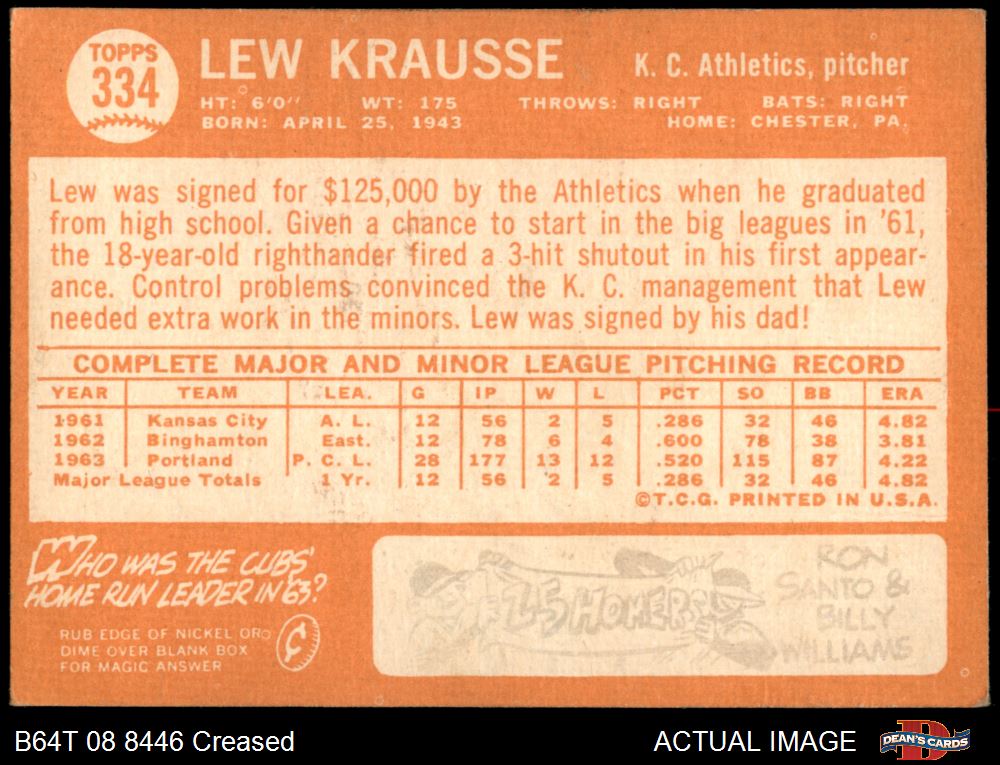 TOPPS
334
LEW KRAUSSE
K. C. Athletics, pitcher
HT: 6'0" WT: 175 THROWS: RIGHT BATS: RIGHT
BORN: APRIL 25, 1943 HOME: CHESTER, PA.
Lew was signed for $125,000 by the Athletics when he graduated
from high school. Given a chance to start in the big leagues in '61,
the 18-year-old righthander fired a 3-hit shutout in his first appear-
ance. Control problems convinced the K. C. management that Lew
needed extra work in the minors. Lew was signed by his dad!
COMPLETE MAJOR AND MINOR LEAGUE PITCHING RECORD
YEAR TEAM LEA. G IP W L PCT SO BB ERA
1961 Kansas City A. L. 12 56 2 5 .286 32 46 4.82
1962 Binghamton East. 12 78 6 4 .600 78 38 3.81
1963 Portland P. C. L. 28 177 13 12 .520 115 87 4.22
Major League Totals 1 Yr. 12 56 2 5 .286 32 46 4.82
©T.C.G. PRINTED IN U.S.A.
WHO WAS THE CUBS'
HOME RUN LEADER IN '63?
RUB EDGE OF NICKEL OR
DIME OVER BLANK BOX
FOR MAGIC ANSWER
25 HOMERS
RON
SANTO &
BILLY
WILLIAMS
B64T 08 8446 Creased
ACTUAL IMAGE
DEAN'S CARDS